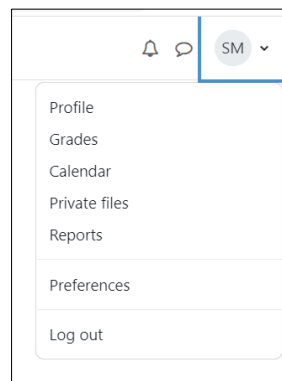 SM
Profile
Grades
Calendar
Private files
Reports
Preferences
Log out